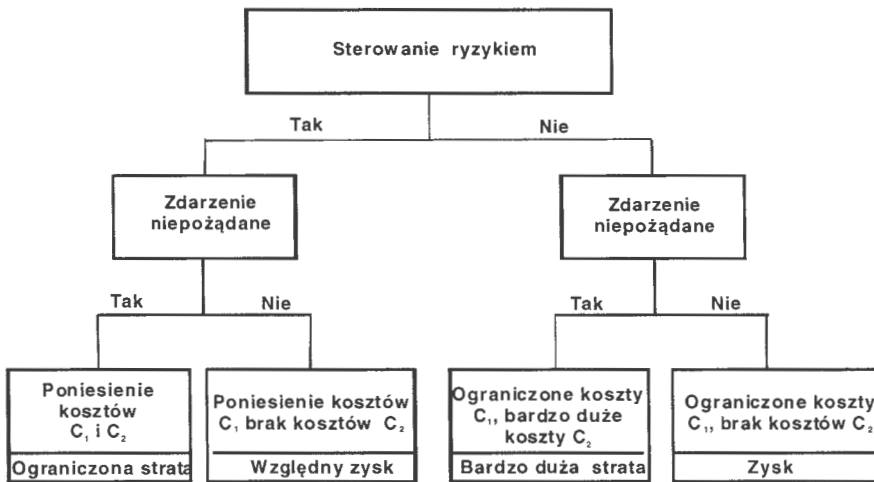 Sterowanie ryzykiem
Tak
Nie
Zdarzenie
niepożądane
Zdarzenie
niepożądane
Tak
Nie
Tak
Nie
Poniesienie
kosztów
C₁ i C₂
Ograniczona strata
Poniesienie kosztów
C₁ brak kosztów C₂
Względny zysk
Ograniczone koszty
C₁, bardzo duże
koszty C₂
Bardzo duża strata
Ograniczone koszty
C₁, brak kosztów C₂
Zysk